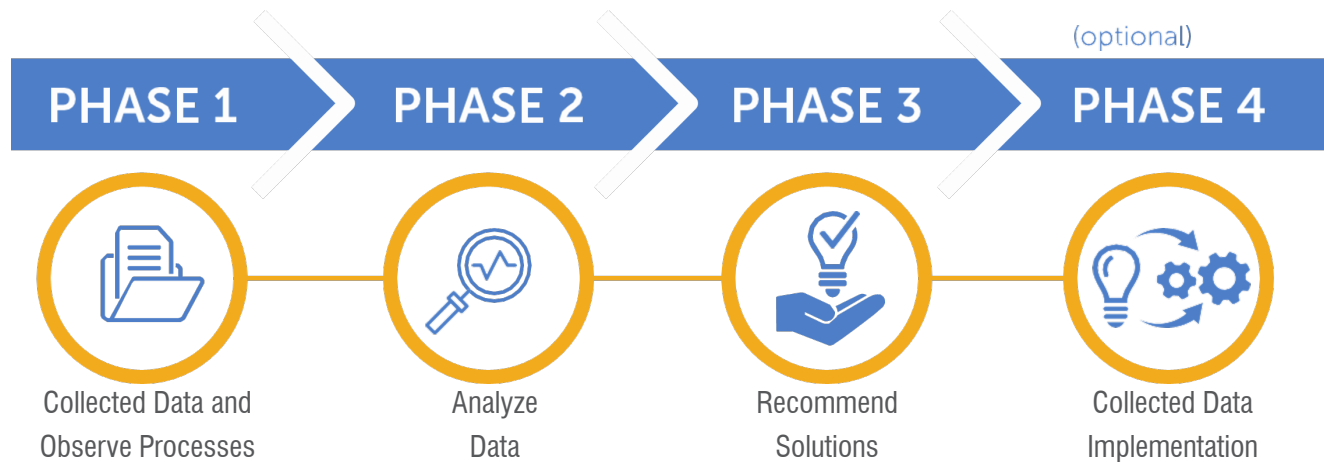 (optional)
PHASE 1
PHASE 2
PHASE 3
PHASE 4
Collected Data and
Observe Processes
Analyze
Data
Recommend
Solutions
Collected Data
Implementation